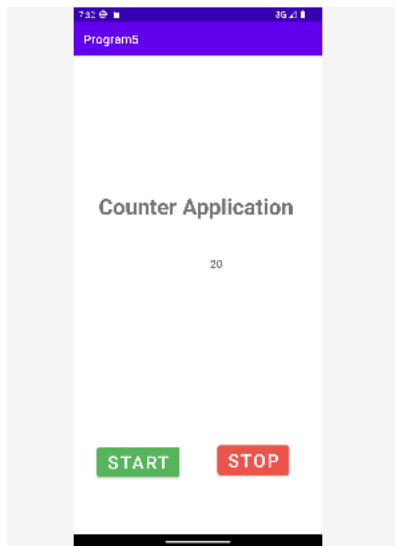 7:32 3G
Program5
Counter Application
20
START STOP